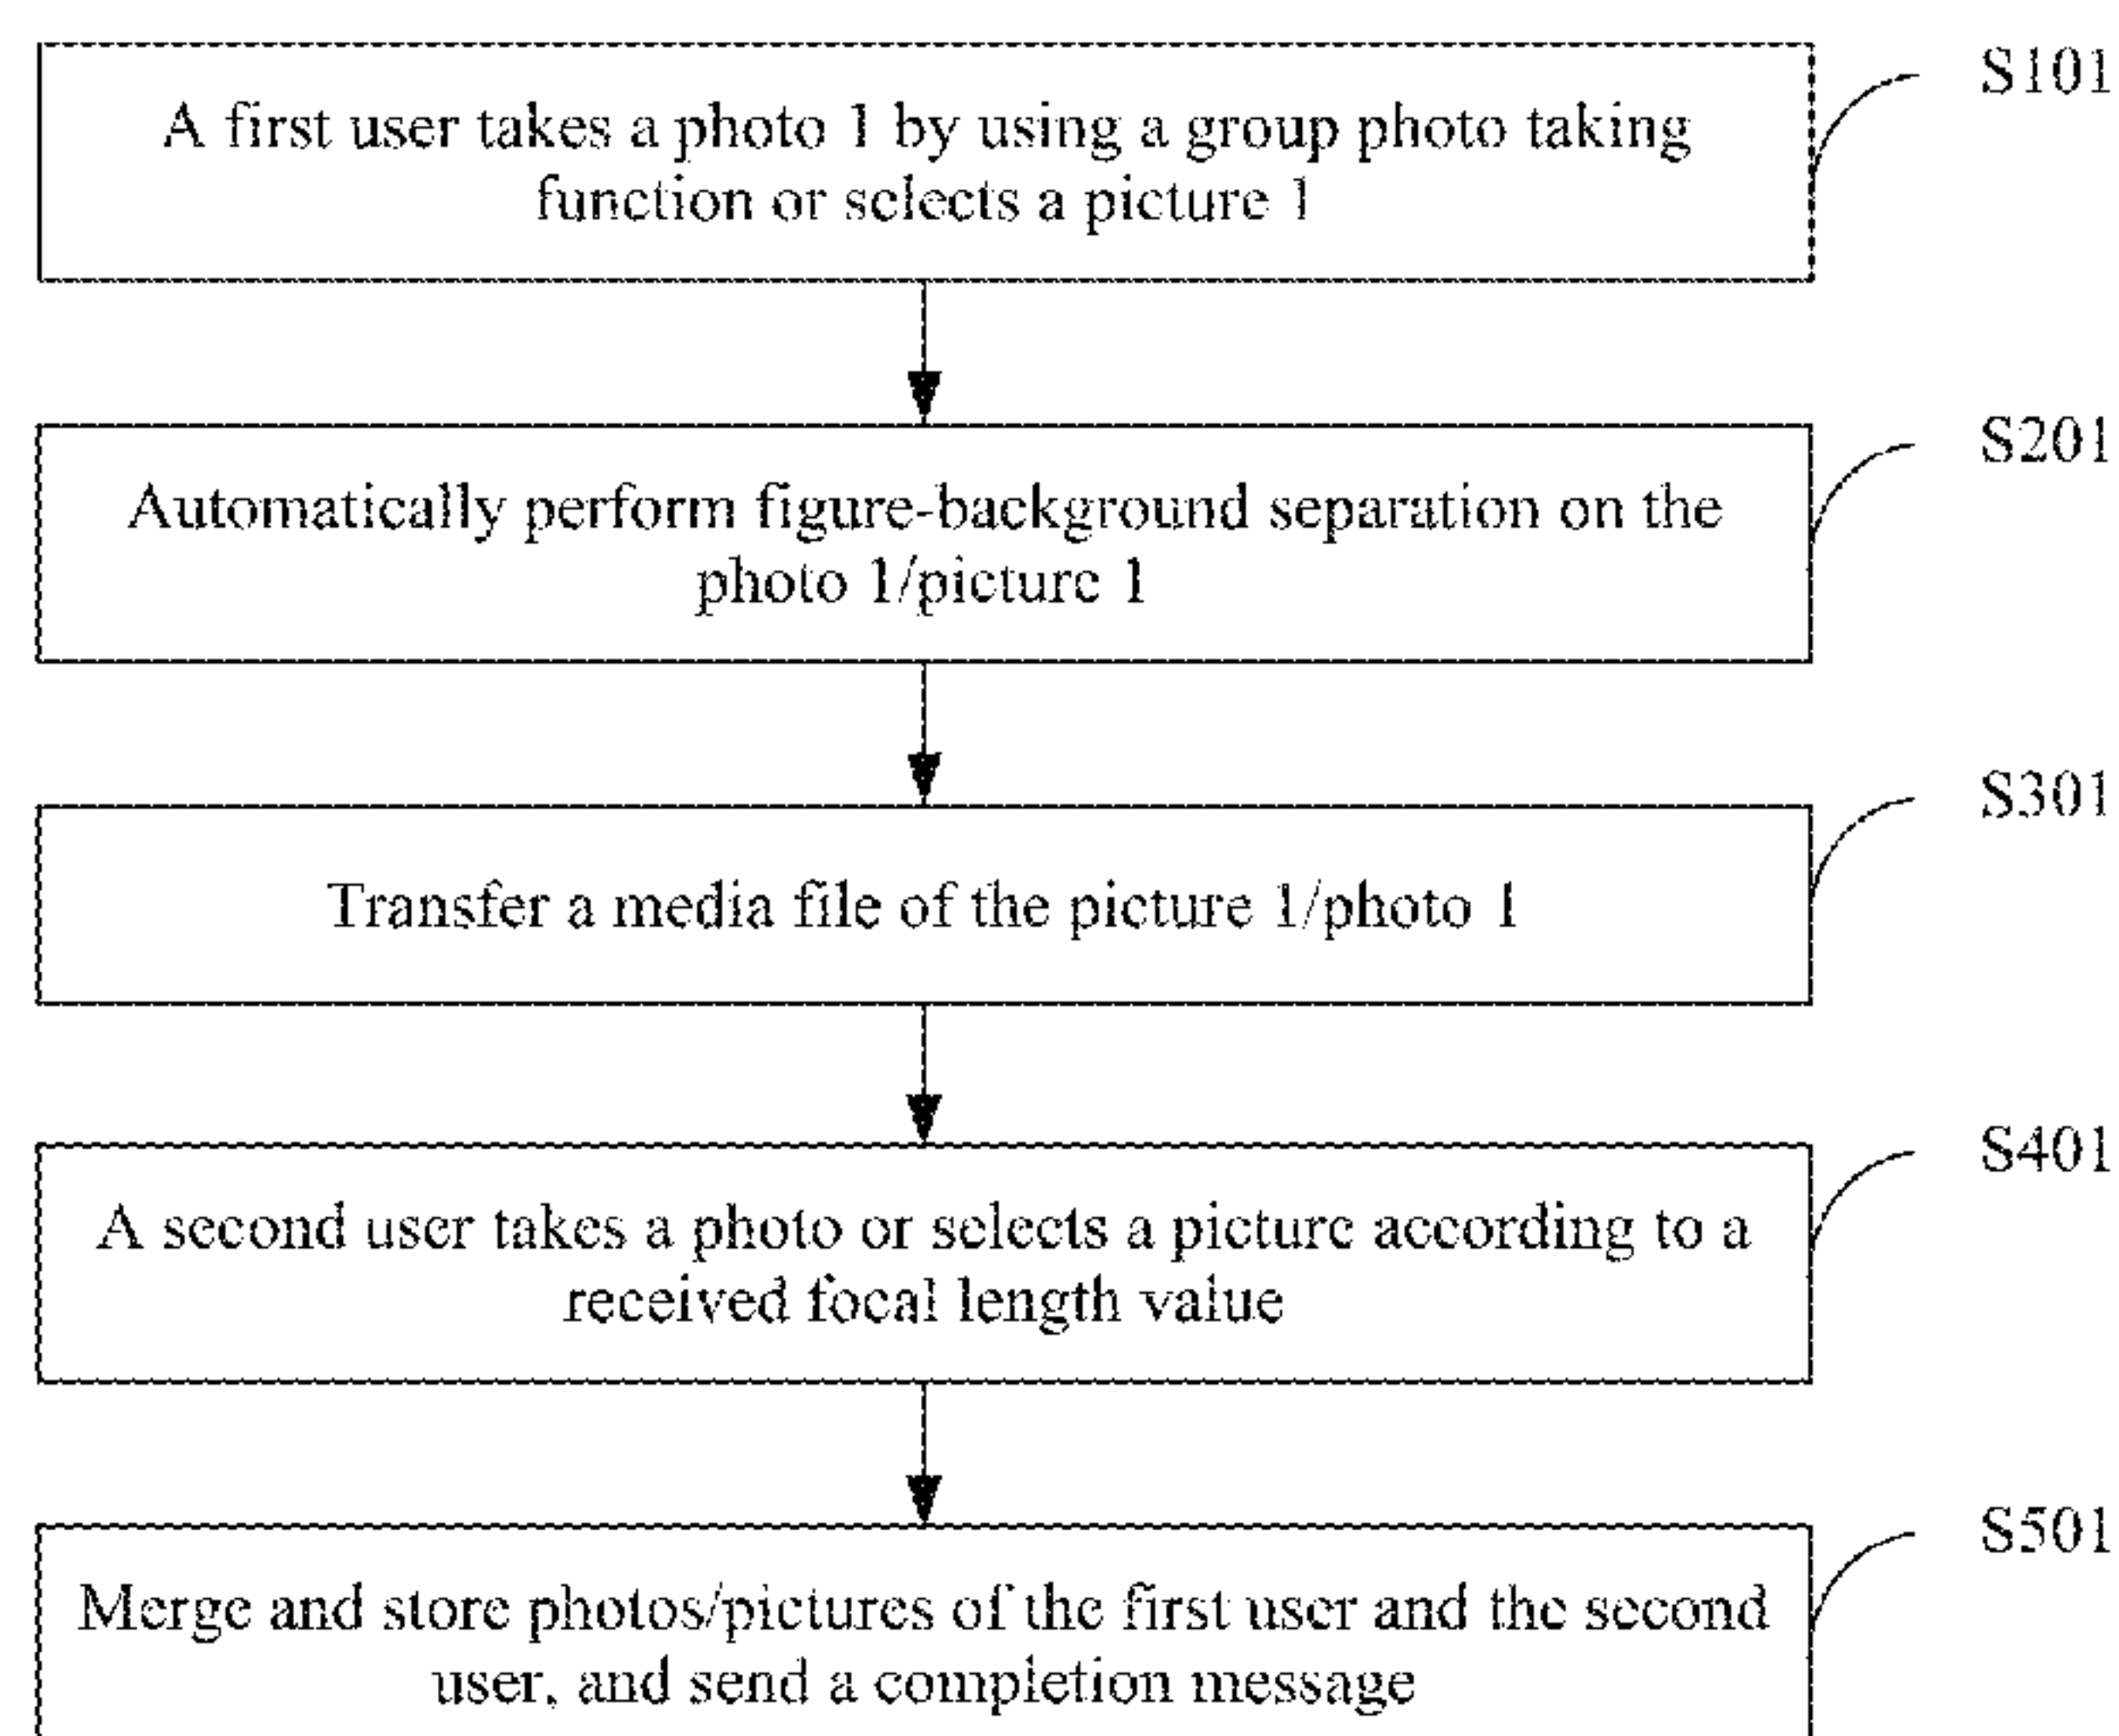 S101
A first user takes a photo 1 by using a group photo taking
function or selects a picture 1
S201
Automatically perform figure-background separation on the
photo 1/picture 1
S301
Transfer a media file of the picture 1/photo 1
S401
A second user takes a photo or selects a picture according to a
received focal length value
S501
Merge and store photos/pictures of the first user and the second
user, and send a completion message